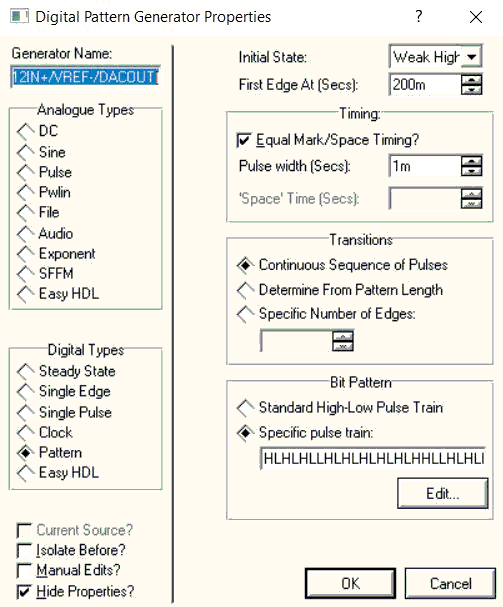 Digital Pattern Generator Properties
Generator Name:
12IN+/VREF-/DACOUT
Analogue Types
DC
Sine
Pulse
Pwlin
File
Audio
Exponent
SFFM
Easy HDL
Digital Types
Steady State
Single Edge
Single Pulse
Clock
Pattern
Easy HDL
Current Source?
Isolate Before?
Manual Edits?
Hide Properties?
Initial State:
Weak High
First Edge At (Secs):
200m
Timing:
Equal Mark/Space Timing?
Pulse width (Secs):
1m
'Space' Time (Secs):
Transitions
Continuous Sequence of Pulses
Determine From Pattern Length
Specific Number of Edges:
Bit Pattern
Standard High-Low Pulse Train
Specific pulse train:
HLHLHLLHLHLHLHLHLHHLLHLHL
Edit...
OK
Cancel